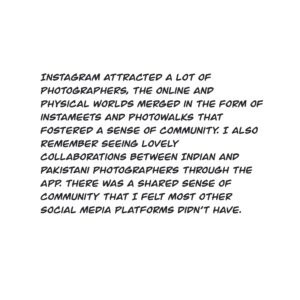 INSTAGRAM ATTRACTED A LOT OF
PHOTOGRAPHERS, THE ONLINE AND
PHYSICAL WORLDS MERGED IN THE FORM OF
INSTAMEETS AND PHOTOWALKS THAT
FOSTERED A SENSE OF COMMUNITY. I ALSO
REMEMBER SEEING LOVELY
COLLABORATIONS BETWEEN INDIAN AND
PAKISTANI PHOTOGRAPHERS THROUGH THE
APP. THERE WAS A SHARED SENSE OF
COMMUNITY THAT I FELT MOST OTHER
SOCIAL MEDIA PLATFORMS DIDN'T HAVE.